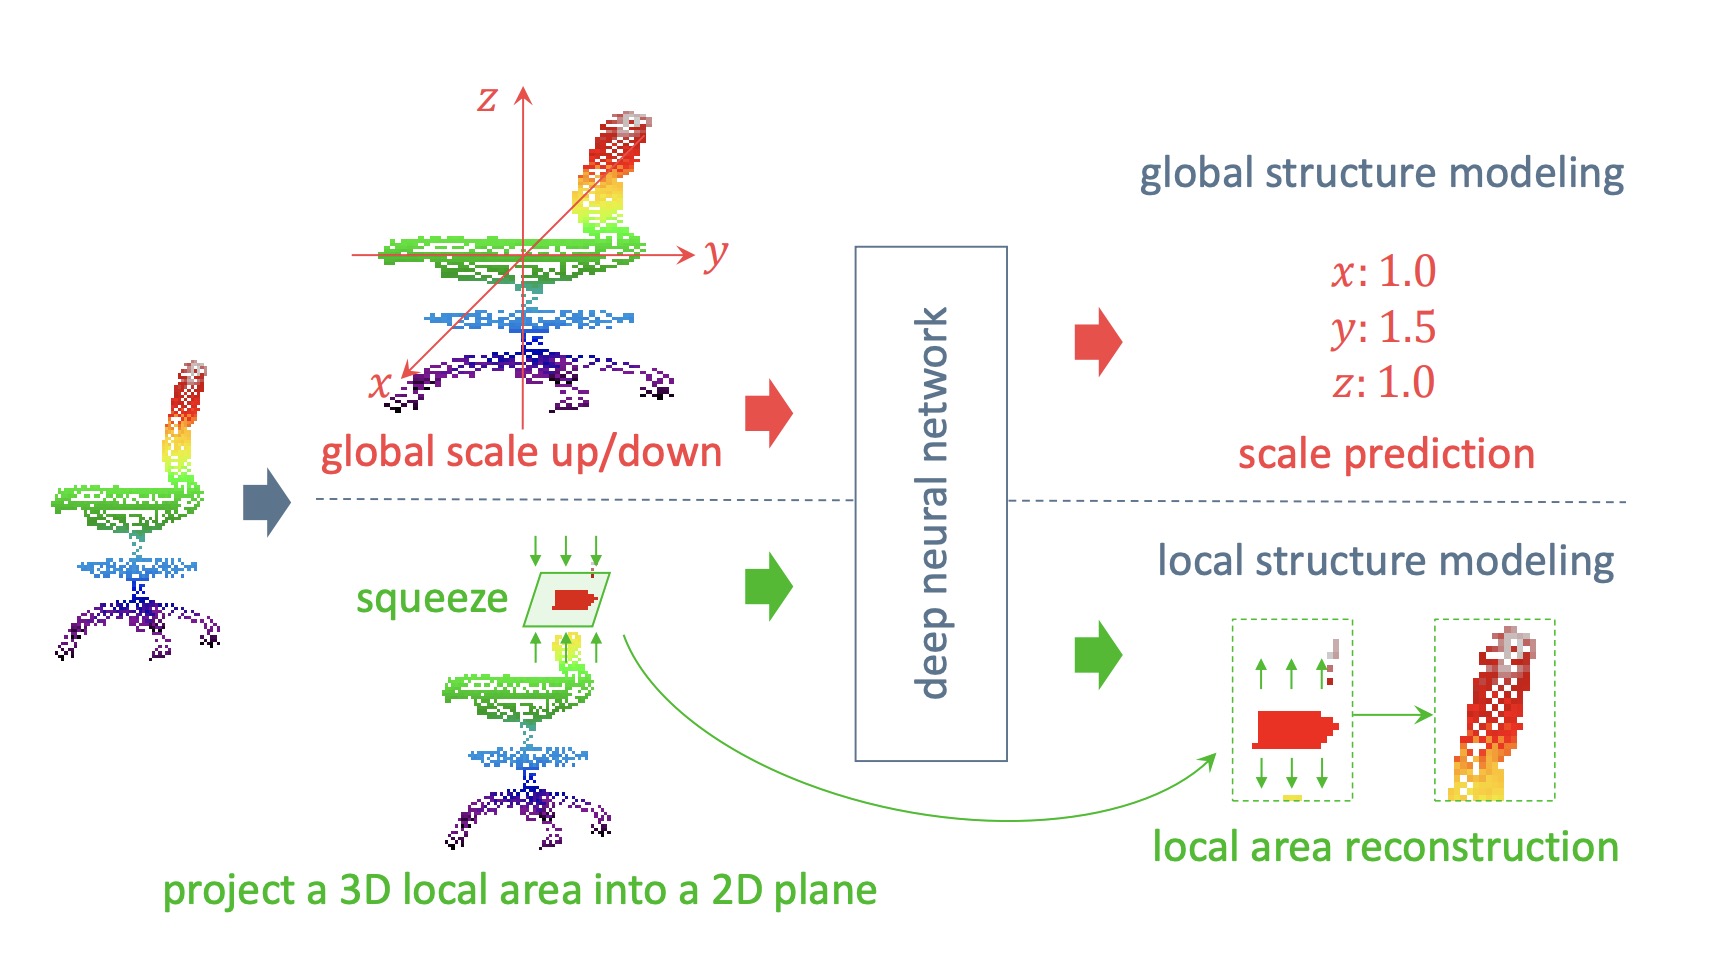 z
y
x
global scale up/down
squeeze
project a 3D local area into a 2D plane
deep neural network
global structure modeling
x: 1.0
y: 1.5
z: 1.0
scale prediction
local structure modeling
local area reconstruction